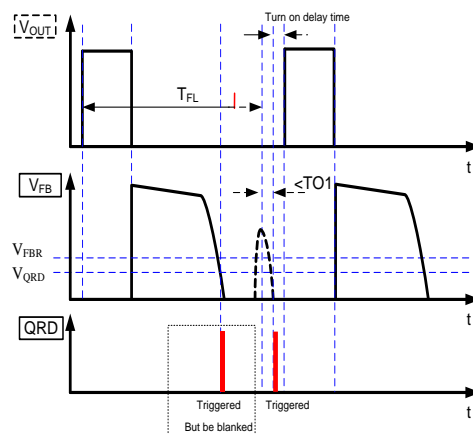 Turn on delay time
VOUT
TFL
t
VFB
<TO1
VFBR
VQRD
t
QRD
t
Triggered Triggered
But be blanked